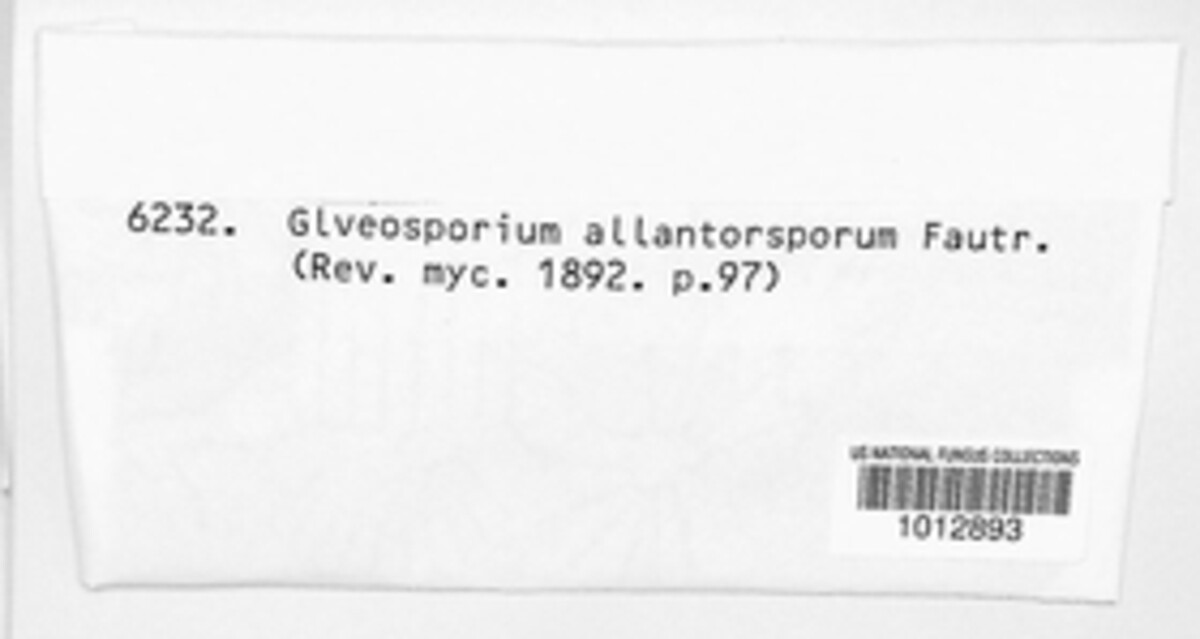 6232. Glveosporium allantorsporum Fautr.
(Rev. myc. 1892. p.97)
US NATIONAL FUNGUS COLLECTIONS
1012893